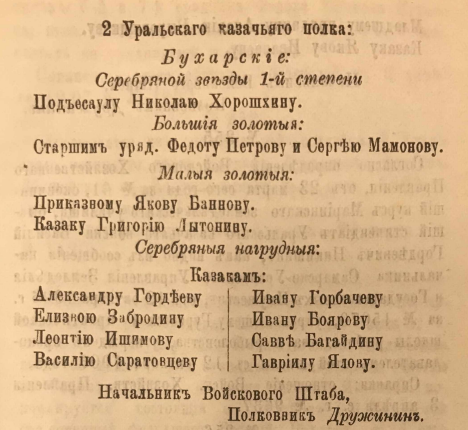 2 Уральскаго казачьяго полка:
Бухарскіе:
Серебряной звѣзды 1-й степени
Подъесаулу Николаю Хорошхину.
Большія золотыя:
Старшимъ уряд. Федоту Петрову и Сергѣю Мамонову.
Малыя золотыя:
Приказному Якову Баннову.
Казаку Григорію Лытонину.
Серебряныя нагрудныя:
Казакамъ:
Александру Гордѣеву
Елизвою Забродину
Леонтію Ишимову
Василію Саратовцеву
Ивану Горбачеву
Ивану Боярову
Саввѣ Багайдину
Гавріилу Ялову.
Начальникъ Войскового Штаба,
Полковникъ Дружининъ.